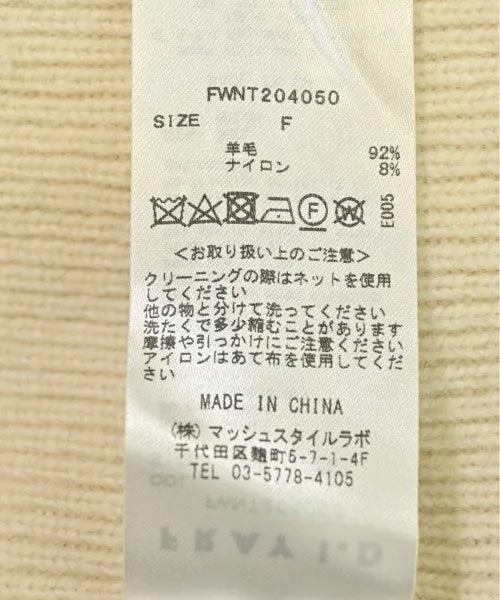 FWNT204050
SIZE F
羊毛 92%
ナイロン 8%
F W E005
＜お取り扱い上のご注意＞
クリーニングの際はネットを使用
してください
他の物と分けて洗ってください
洗たくで多少縮むことがあります
摩擦や引っかけにご注意ください
アイロンはあて布を使用してくだ
さい
MADE IN CHINA
(株) マッシュスタイルラボ
千代田区麹町5-7-1-4F
TEL 03-5778-4105
FWNT204050
FRAY I.D